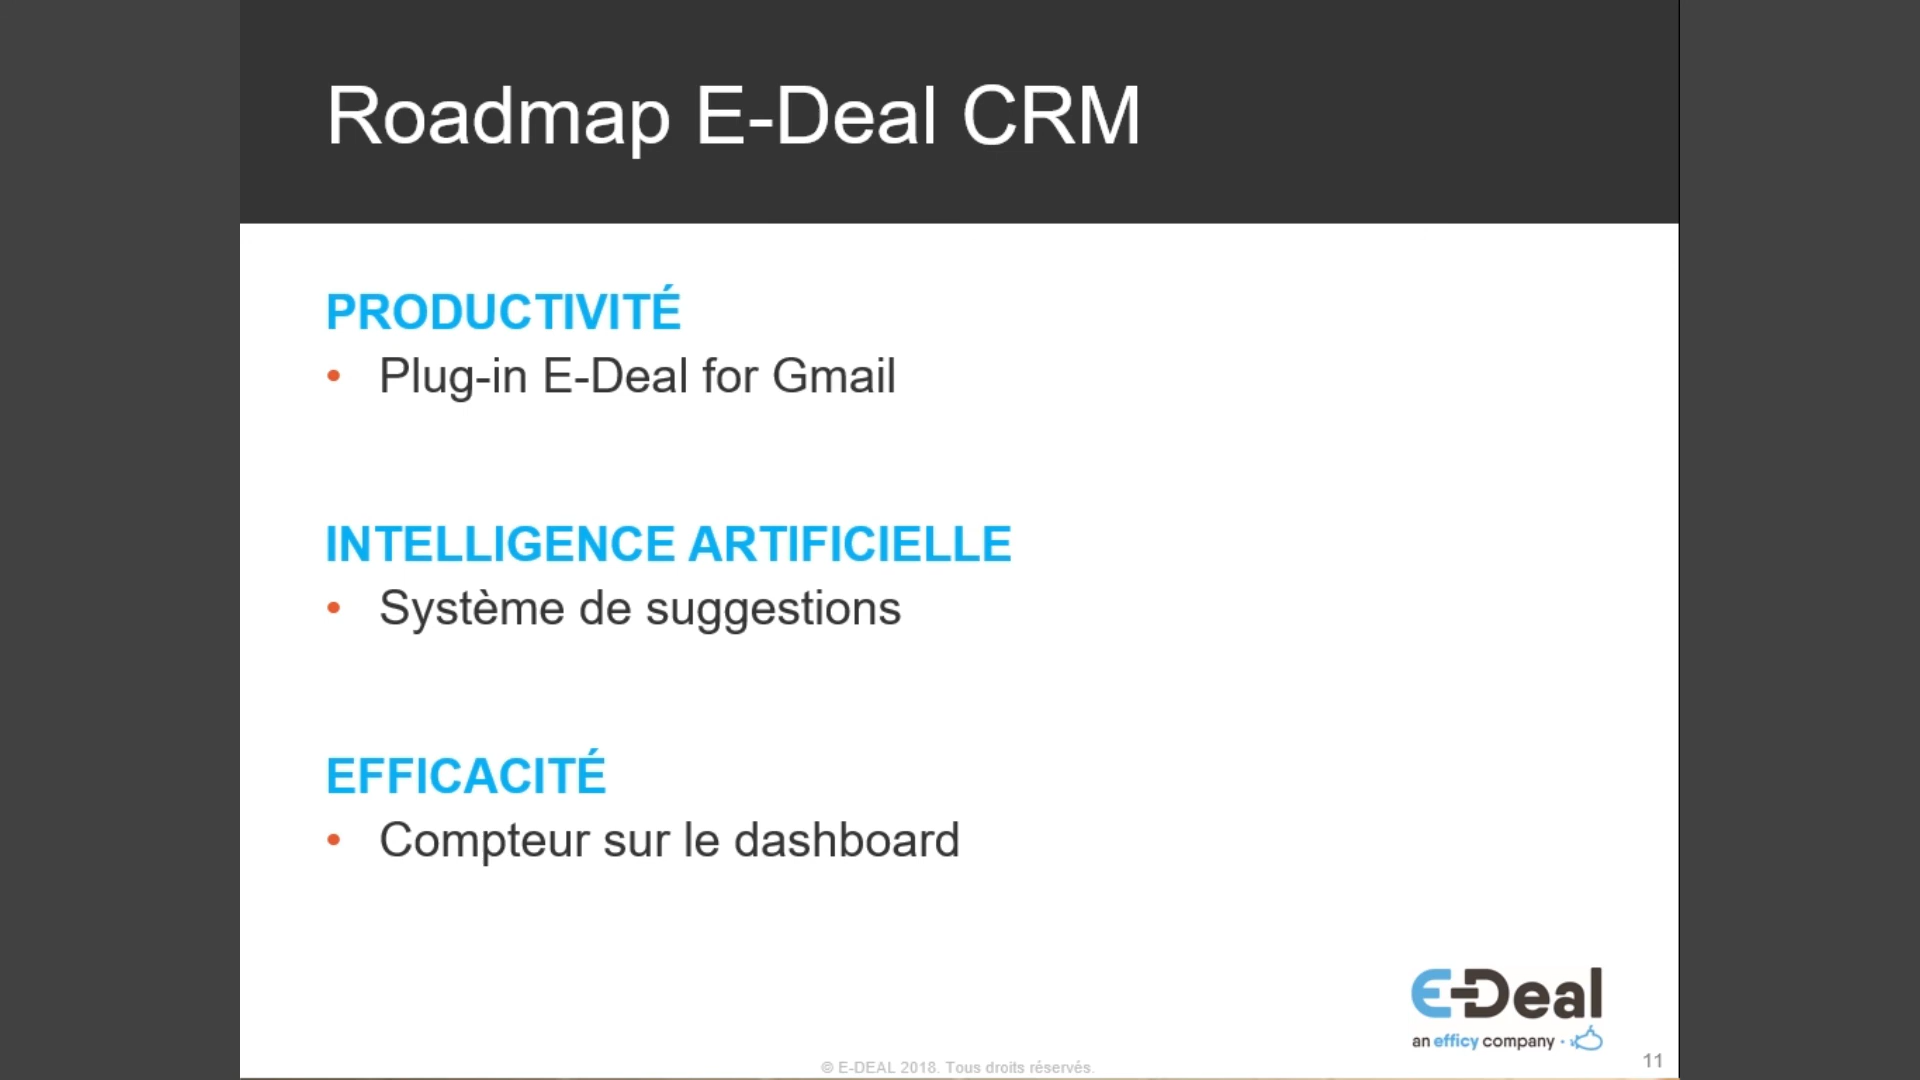 Roadmap E-Deal CRM
PRODUCTIVITÉ
• Plug-in E-Deal for Gmail
INTELLIGENCE ARTIFICIELLE
• Système de suggestions
EFFICACITÉ
• Compteur sur le dashboard
E-Deal
an efficy company
© E-DEAL 2018. Tous droits réservés.
11